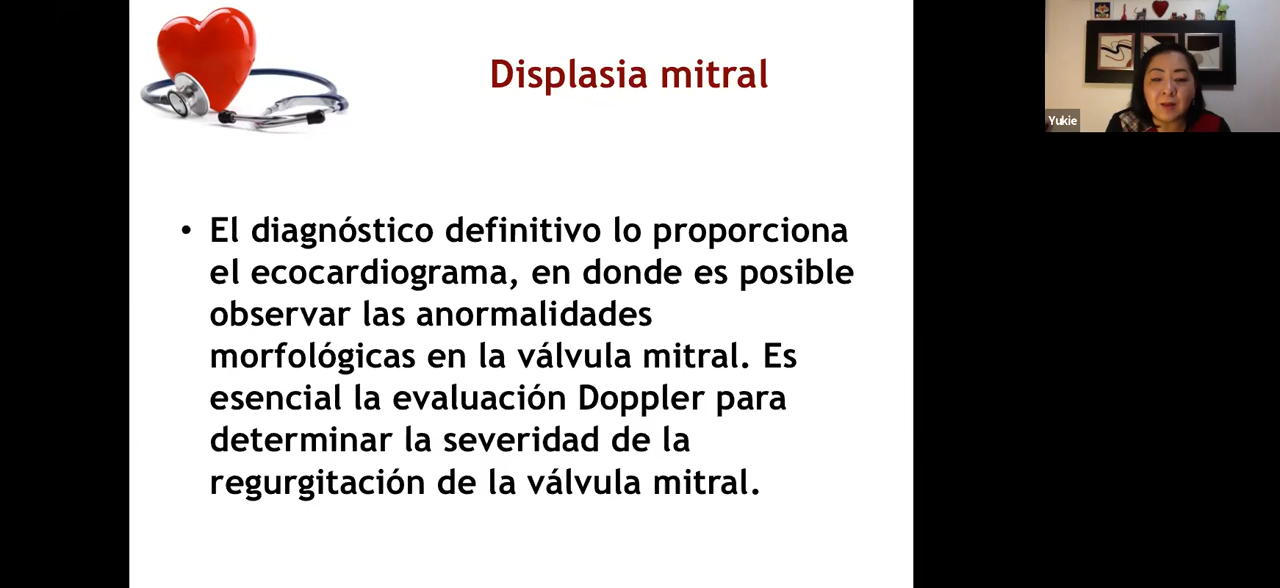 Displasia mitral
Yukie
• El diagnóstico definitivo lo proporciona
el ecocardiograma, en donde es posible
observar las anormalidades
morfológicas en la válvula mitral. Es
esencial la evaluación Doppler para
determinar la severidad de la
regurgitación de la válvula mitral.